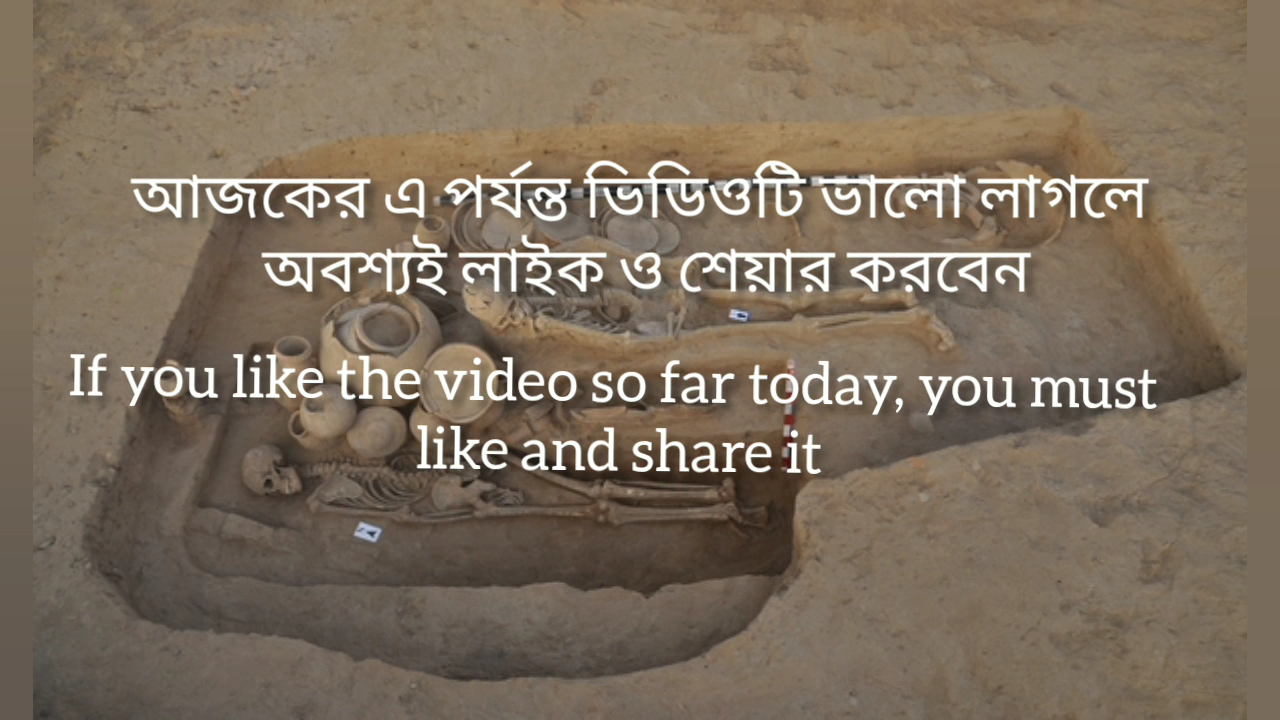 আজকের এ পর্যন্ত ভিডিওটি ভালো লাগলে
অবশ্যই লাইক ও শেয়ার করবেন
If you like the video so far today, you must
like and share it